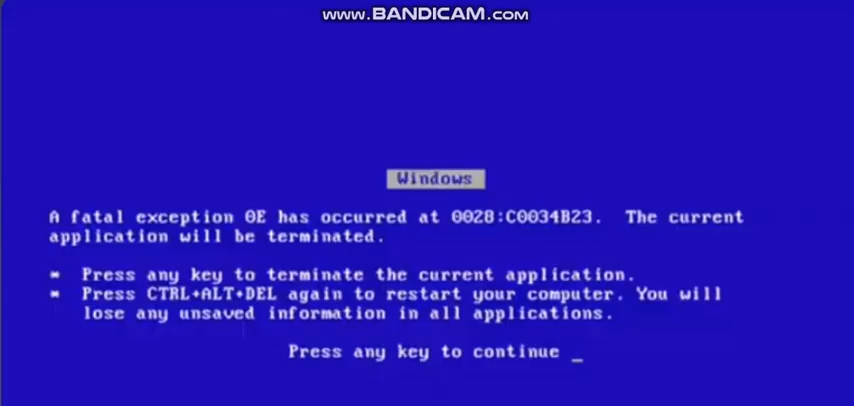 www.BANDICAM.com
Windows
A fatal exception 0E has occurred at 0028:C0034B23. The current
application will be terminated.
* Press any key to terminate the current application.
* Press CTRL+ALT+DEL again to restart your computer. You will
lose any unsaved information in all applications.
Press any key to continue _